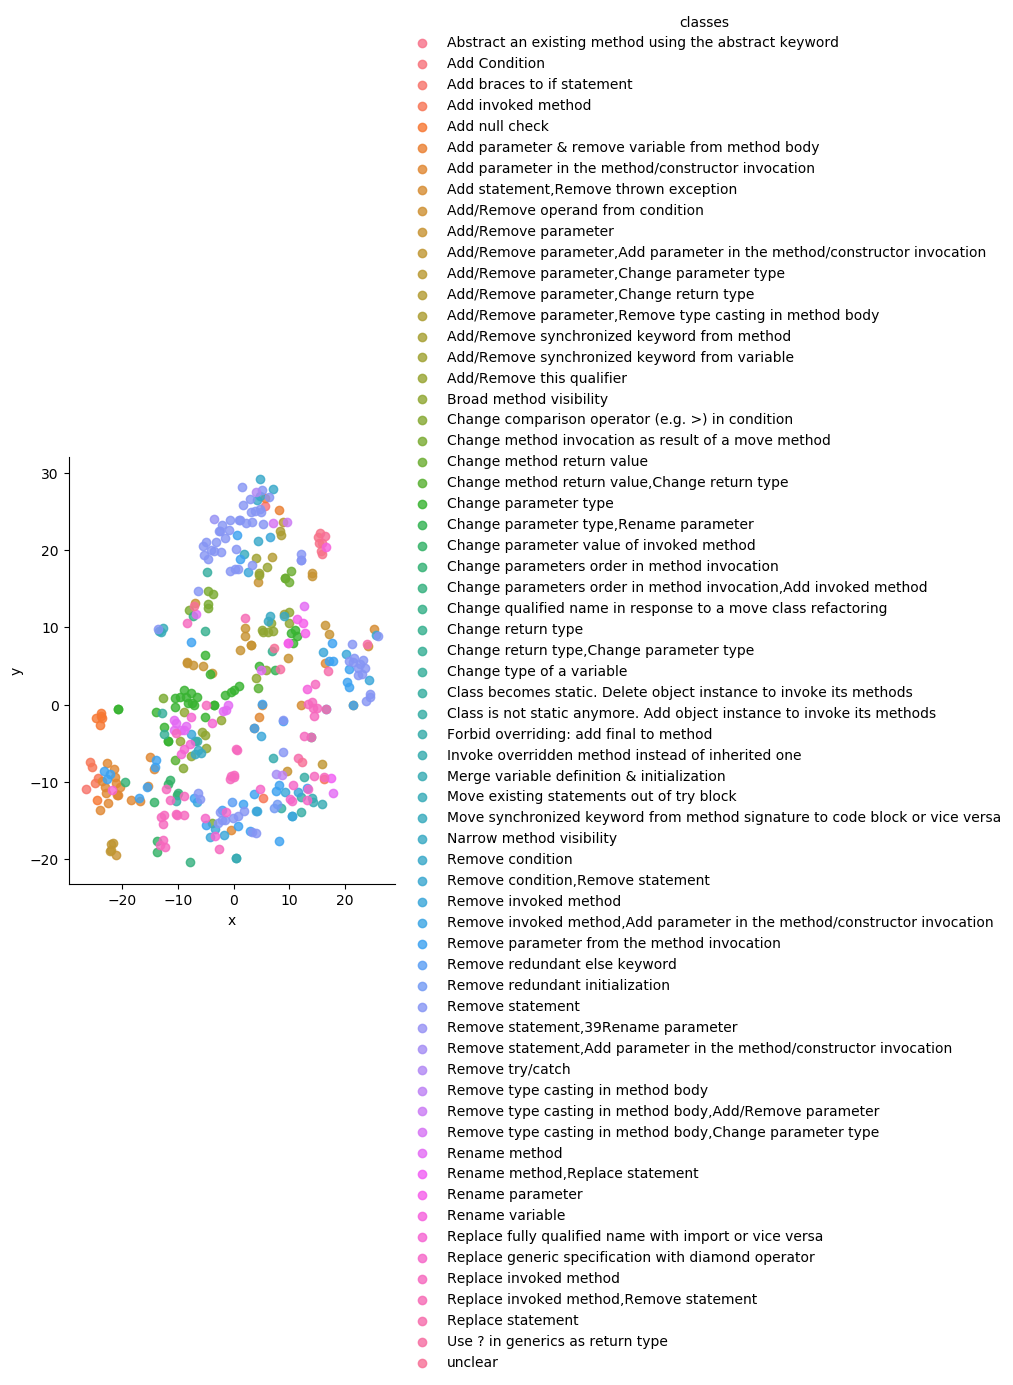 classes
Abstract an existing method using the abstract keyword
Add Condition
Add braces to if statement
Add invoked method
Add null check
Add parameter & remove variable from method body
Add parameter in the method/constructor invocation
Add statement,Remove thrown exception
Add/Remove operand from condition
Add/Remove parameter
Add/Remove parameter,Add parameter in the method/constructor invocation
Add/Remove parameter,Change parameter type
Add/Remove parameter,Change return type
Add/Remove parameter,Remove type casting in method body
Add/Remove synchronized keyword from method
Add/Remove synchronized keyword from variable
Add/Remove this qualifier
Broad method visibility
Change comparison operator (e.g. >) in condition
Change method invocation as result of a move method
Change method return value
Change method return value,Change return type
Change parameter type
Change parameter type,Rename parameter
Change parameter value of invoked method
Change parameters order in method invocation
Change parameters order in method invocation,Add invoked method
Change qualified name in response to a move class refactoring
Change return type
Change return type,Change parameter type
Change type of a variable
Class becomes static. Delete object instance to invoke its methods
Class is not static anymore. Add object instance to invoke its methods
Forbid overriding: add final to method
Invoke overridden method instead of inherited one
Merge variable definition & initialization
Move existing statements out of try block
Move synchronized keyword from method signature to code block or vice versa
Narrow method visibility
Remove condition
Remove condition,Remove statement
Remove invoked method
Remove invoked method,Add parameter in the method/constructor invocation
Remove parameter from the method invocation
Remove redundant else keyword
Remove redundant initialization
Remove statement
Remove statement,39Rename parameter
Remove statement,Add parameter in the method/constructor invocation
Remove try/catch
Remove type casting in method body
Remove type casting in method body,Add/Remove parameter
Remove type casting in method body,Change parameter type
Rename method
Rename method,Replace statement
Rename parameter
Rename variable
Replace fully qualified name with import or vice versa
Replace generic specification with diamond operator
Replace invoked method
Replace invoked method,Remove statement
Replace statement
Use ? in generics as return type
unclear
30
20
10
0
−10
−20
y
−20 −10 0 10 20
x